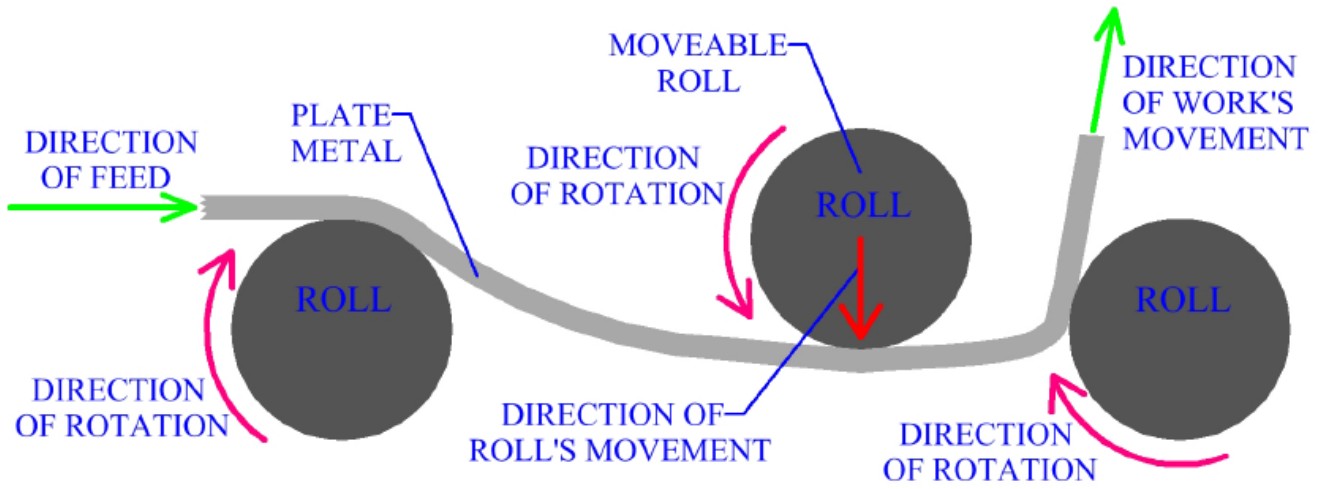 MOVEABLE
ROLL
DIRECTION
OF WORK'S
MOVEMENT
PLATE
METAL
DIRECTION
OF FEED
DIRECTION
OF ROTATION
ROLL
ROLL
ROLL
DIRECTION
OF ROTATION
DIRECTION OF
ROLL'S MOVEMENT
DIRECTION
OF ROTATION